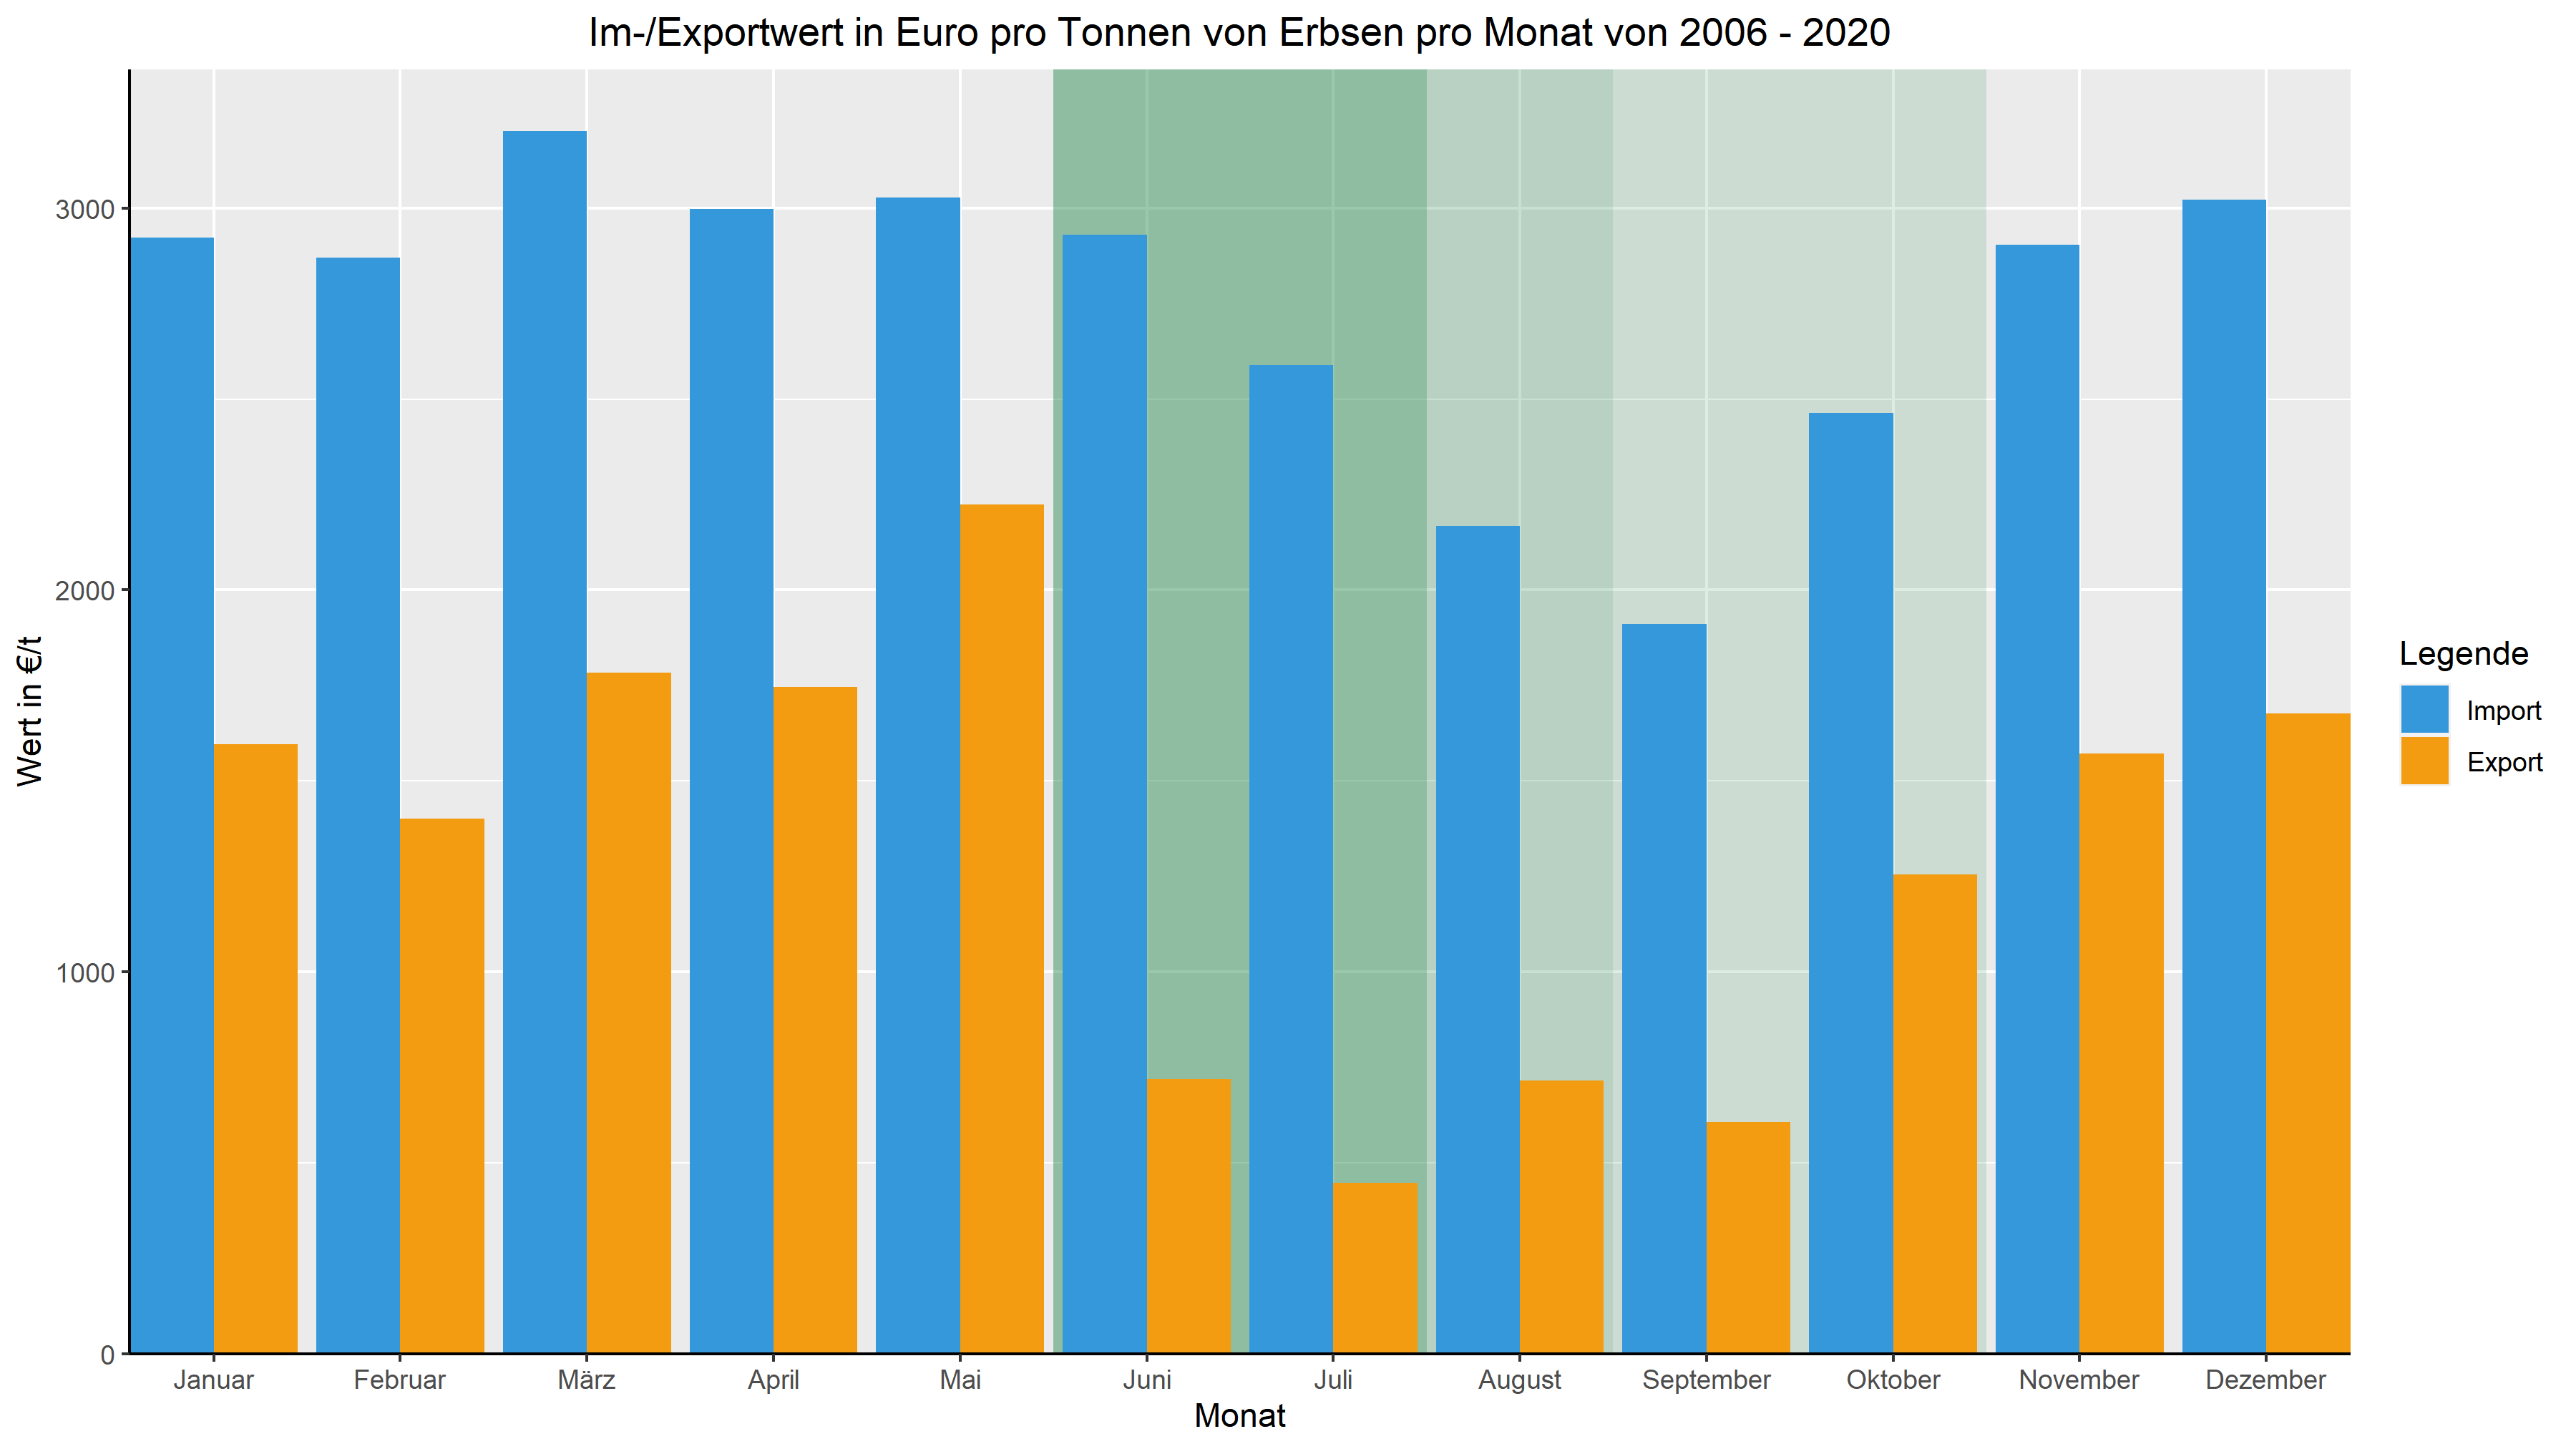 Im-/Exportwert in Euro pro Tonnen von Erbsen pro Monat von 2006 - 2020
Wert in €/t
3000
2000
1000
0
Januar Februar März April Mai Juni Juli August September Oktober November Dezember
Monat
Legende
Import
Export